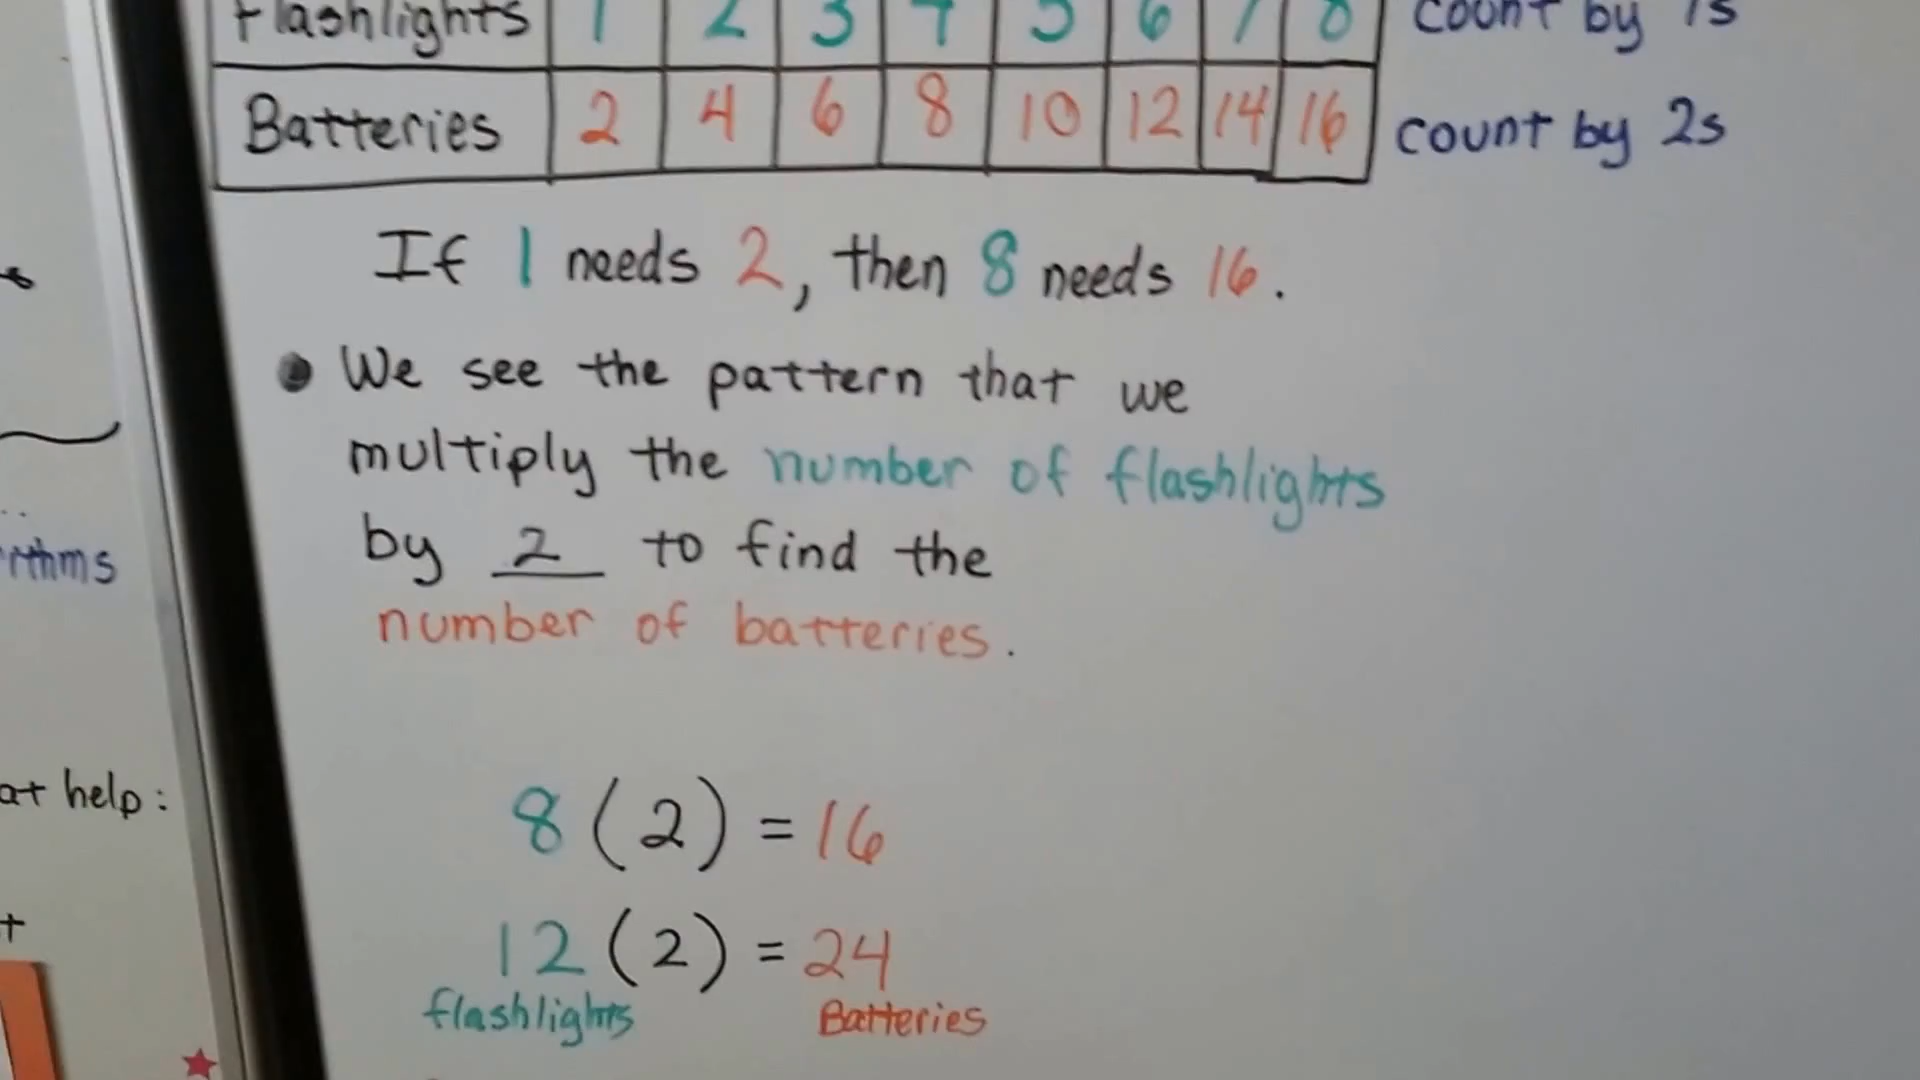 Flashlights 1 2 3 4 5 6 7 8 count by 1s
Batteries 2 4 6 8 10 12 14 16 count by 2s
If 1 needs 2, then 8 needs 16.
• We see the pattern that we
multiply the number of flashlights
by 2 to find the
number of batteries.
8 (2) = 16
12 (2) = 24
flashlights Batteries
rithms
at help:
t